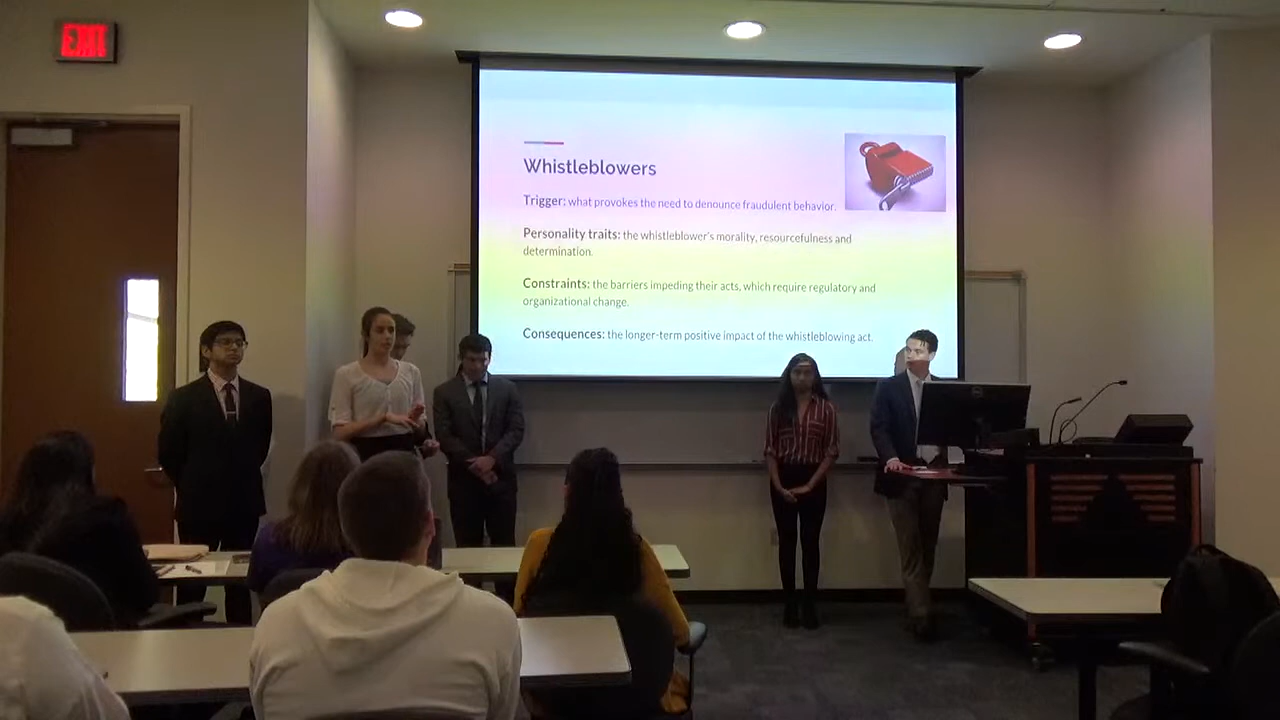 EXIT
Whistleblowers
Trigger: what provokes the need to denounce fraudulent behavior.
Personality traits: the whistleblower's morality, resourcefulness and
determination.
Constraints: the barriers impeding their acts, which require regulatory and
organizational change.
Consequences: the longer-term positive impact of the whistleblowing act.